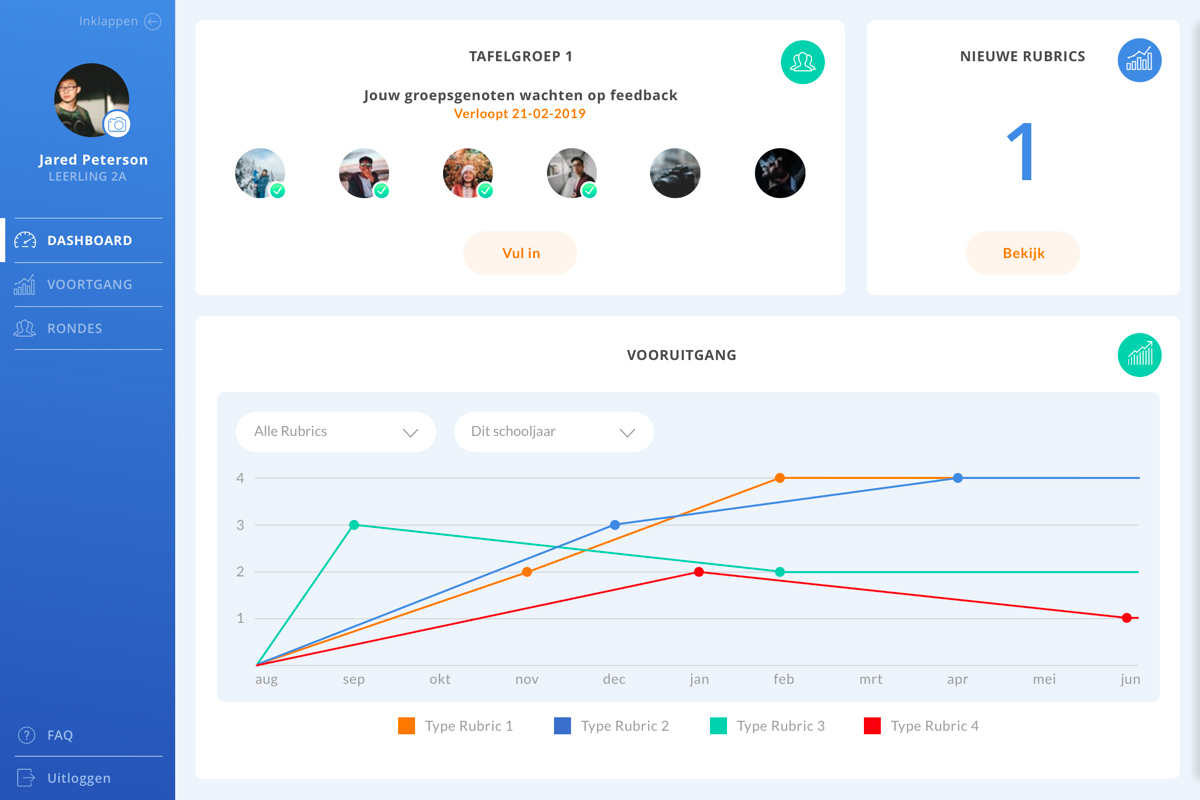 Inklappen
Jared Peterson
LEERLING 2A
DASHBOARD
VOORTGANG
RONDES
FAQ
Uitloggen
TAFELGROEP 1
Jouw groepsgenoten wachten op feedback
Verloopt 21-02-2019
Vul in
NIEUWE RUBRICS
1
Bekijk
VOORUITGANG
Alle Rubrics
Dit schooljaar
4
3
2
1
aug sep okt nov dec jan feb mrt apr mei jun
Type Rubric 1 Type Rubric 2 Type Rubric 3 Type Rubric 4